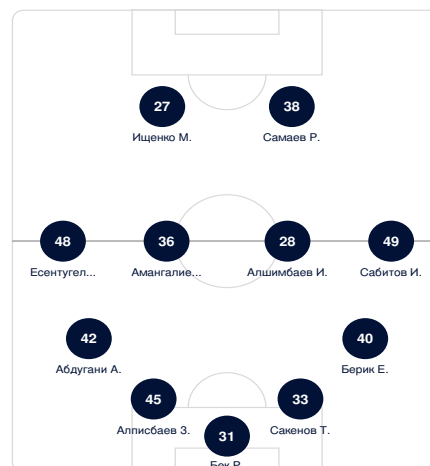 27
38
Ищенко М.
Самаев Р.
48
36
28
49
Есентугел...
Амангалие...
Алшимбаев И.
Сабитов И.
42
40
Абдугани А.
Берик Е.
45
33
Алписбаев З.
Сакенов Т.
31
Бек Р.